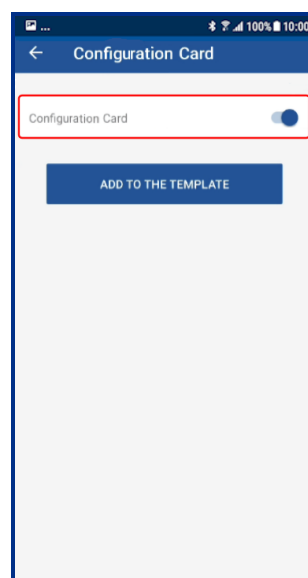 ... 100% 10:00
Configuration Card
Configuration Card
ADD TO THE TEMPLATE